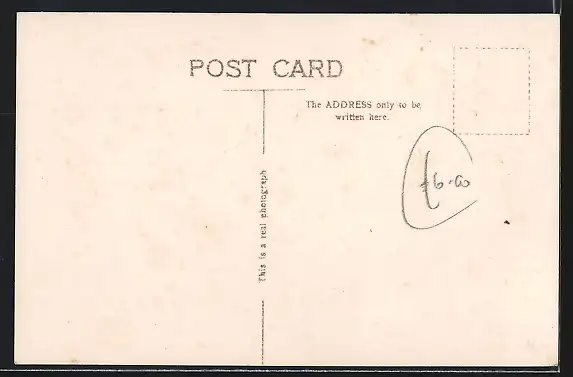 POST CARD
The ADDRESS only to be
written here.
This is a real photograph
£6.00